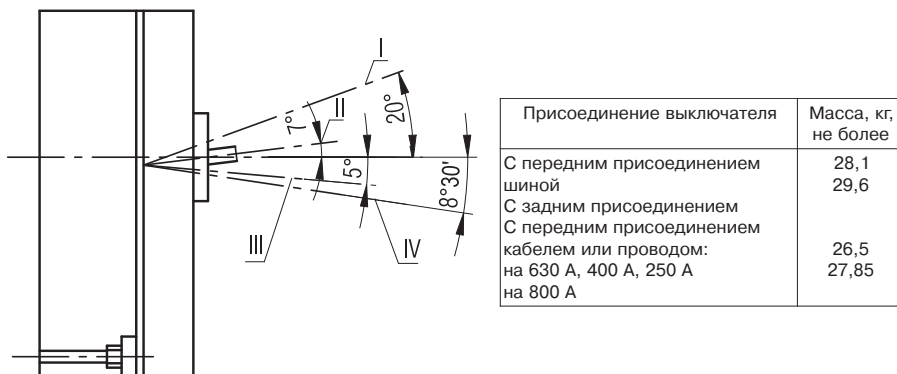 I
II
7°
20°
5°
8°30'
III
IV
Присоединение выключателя
Масса, кг,
не более
С передним присоединением
шиной
С задним присоединением
С передним присоединением
кабелем или проводом:
на 630 А, 400 А, 250 А
на 800 А
28,1
29,6
26,5
27,85